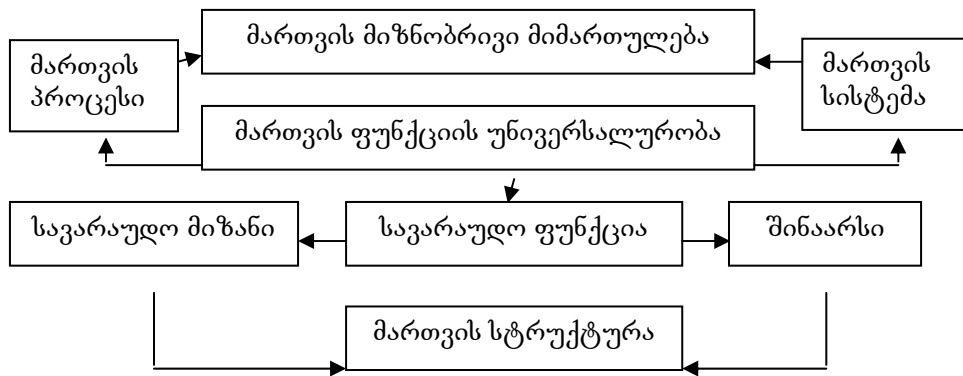 მართვის მიზნობრივი მიმართულება
მართვის
პროცესი
მართვის
სისტემა
მართვის ფუნქციის უნივერსალურობა
სავარაუდო მიზანი
სავარაუდო ფუნქცია
შინაარსი
მართვის სტრუქტურა